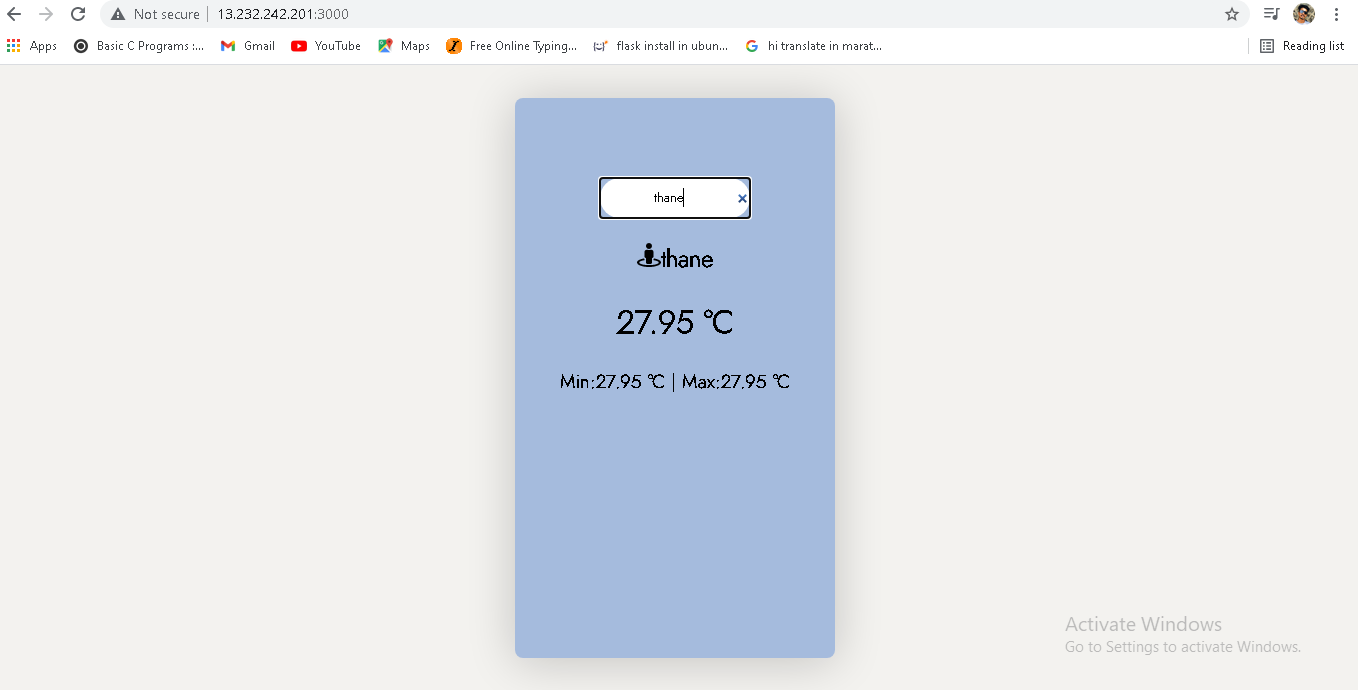 Not secure | 13.232.242.201:3000
Apps Basic C Programs :... Gmail YouTube Maps Free Online Typing... flask install in ubun... hi translate in marat... Reading list
thane
thane
27.95 °C
Min:27.95 °C | Max:27.95 °C
Activate Windows
Go to Settings to activate Windows.